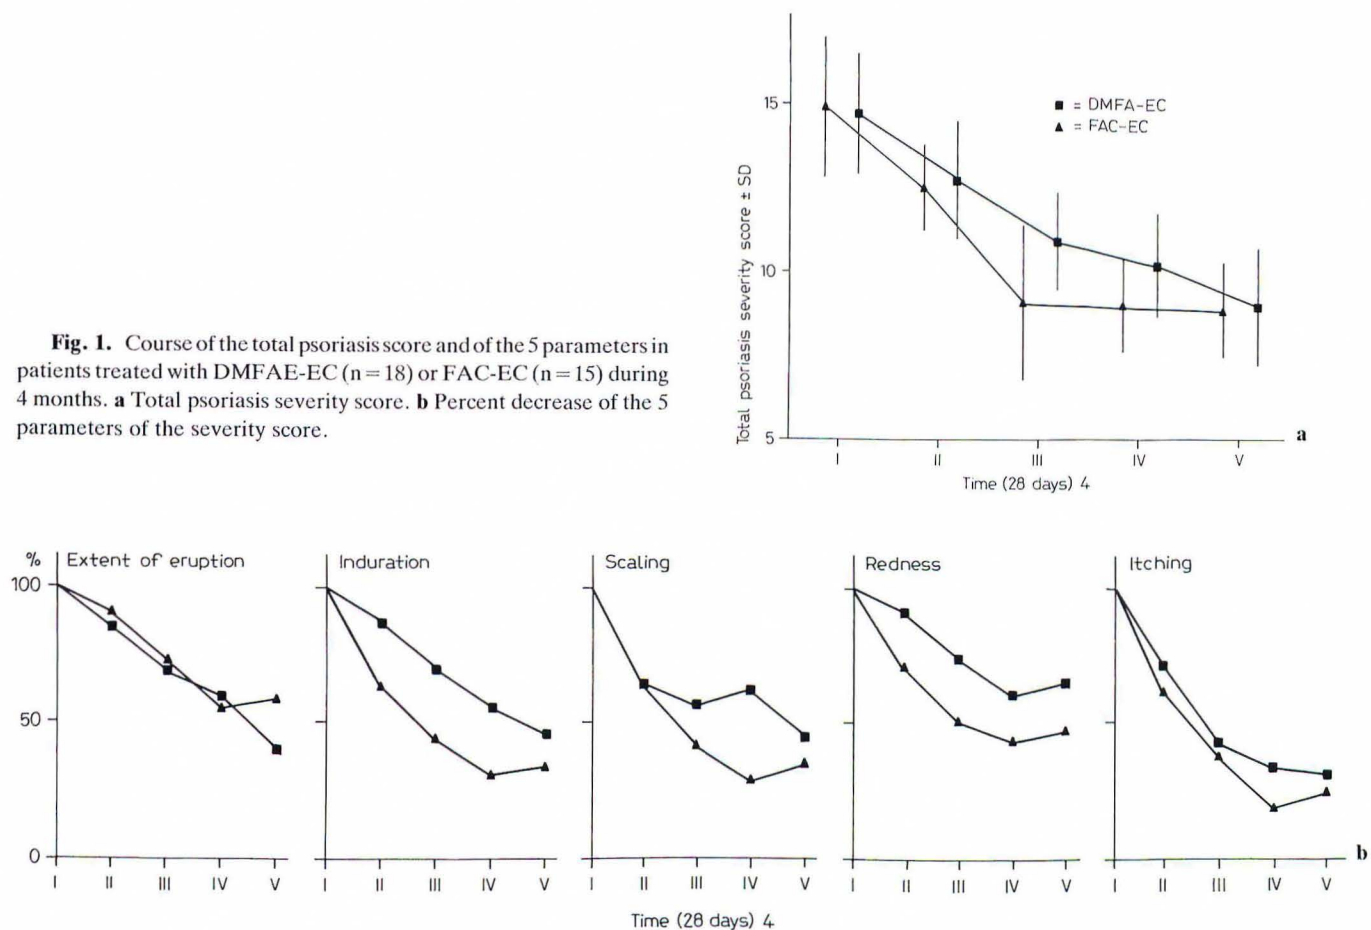 15
■ = DMFA-EC
▲ = FAC-EC
Total psoriasis severity score ± SD
10
5
a
I II III IV V
Time (28 days) 4
Fig. 1. Course of the total psoriasis score and of the 5 parameters in
patients treated with DMFAE-EC (n = 18) or FAC-EC (n = 15) during
4 months. a Total psoriasis severity score. b Percent decrease of the 5
parameters of the severity score.
% Extent of eruption Induration Scaling Redness Itching
100
50
0
b
I II III IV V I II III IV V I II III IV V I II III IV V I II III IV V
Time (28 days) 4